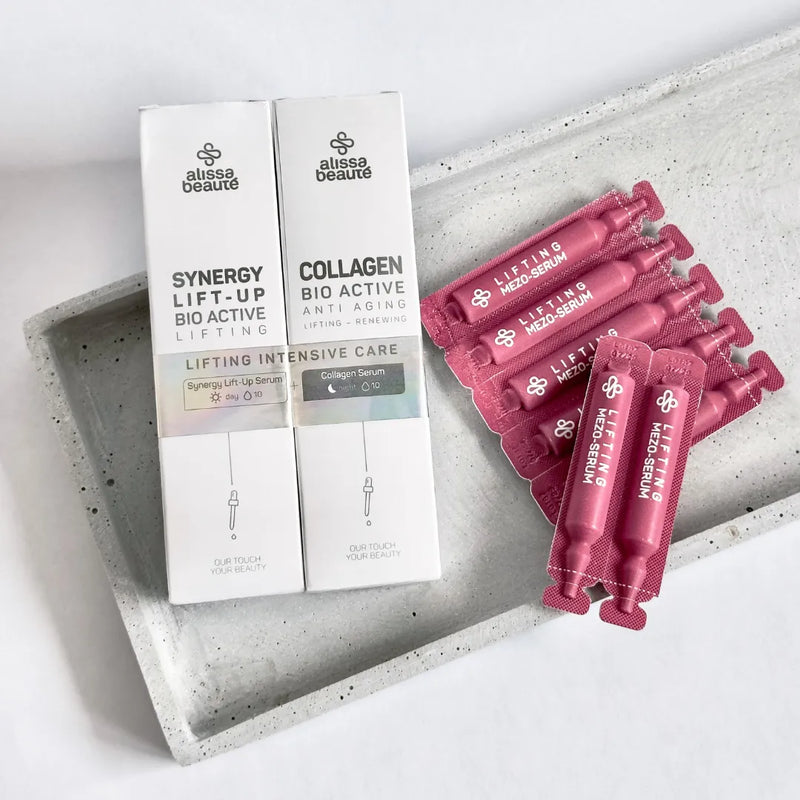 alissa
beauté
SYNERGY
LIFT-UP
BIO ACTIVE
LIFTING
alissa
beauté
COLLAGEN
BIO ACTIVE
ANTI AGING
LIFTING – RENEWING
LIFTING INTENSIVE CARE
Synergy Lift-Up Serum
day 10
+
Collagen Serum
night 10
OUR TOUCH
YOUR BEAUTY
OUR TOUCH
YOUR BEAUTY
LIFTING
MEZO-SERUM
LIFTING
MEZO-SERUM
LIFTING
MEZO-SERUM
LIFTING
LIFTING
MEZO-SERUM
LIFTING
MEZO-SERUM